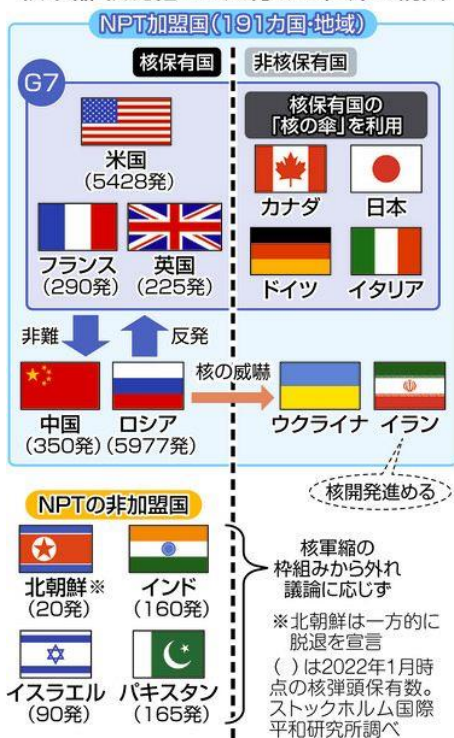 NPT加盟国(191カ国・地域)
核保有国
非核保有国
G7
米国
(5428発)
フランス
(290発)
英国
(225発)
核保有国の
「核の傘」を利用
カナダ
日本
ドイツ
イタリア
非難
反発
中国
(350発)
ロシア
(5977発)
核の威嚇
ウクライナ
イラン
核開発進める
NPTの非加盟国
北朝鮮※
(20発)
インド
(160発)
イスラエル
(90発)
パキスタン
(165発)
核軍縮の
枠組みから外れ
議論に応じず
※北朝鮮は一方的に
脱退を宣言
( )は2022年1月時
点の核弾頭保有数。
ストックホルム国際
平和研究所調べ